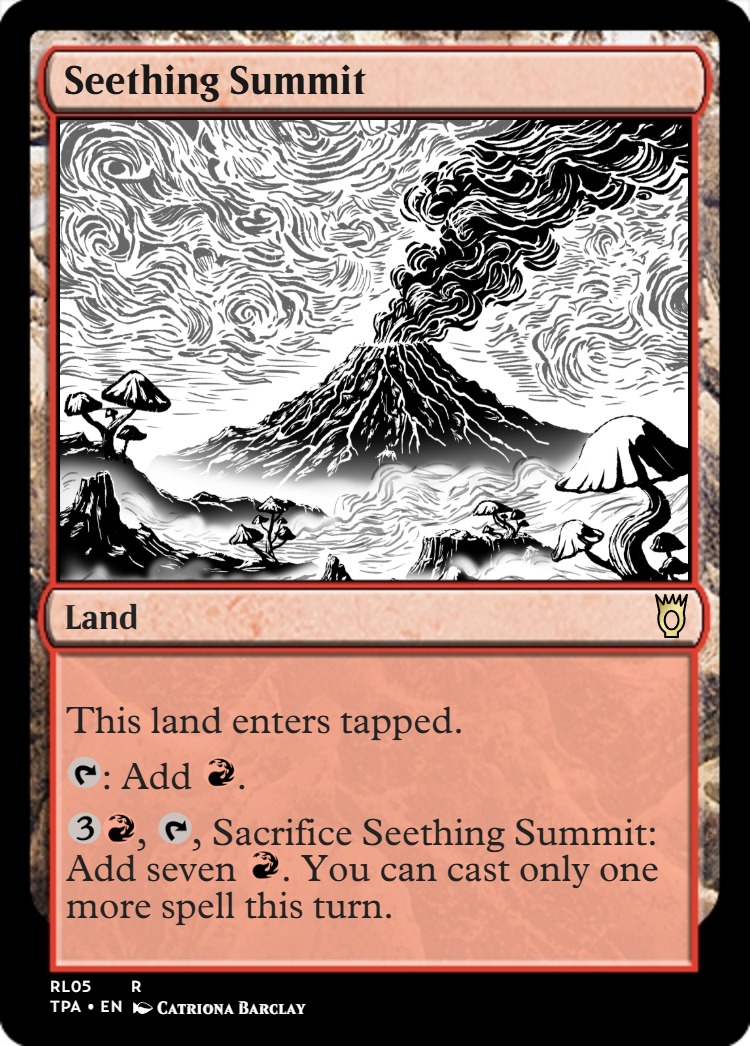 Seething Summit
Land
This land enters tapped.
: Add .
3, , Sacrifice Seething Summit:
Add seven . You can cast only one
more spell this turn.
RL05 R
TPA • EN CATRIONA BARCLAY